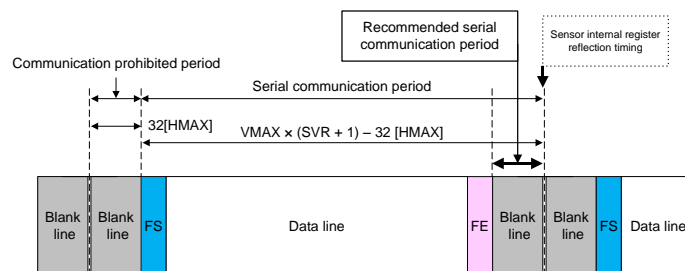 Recommended serial
communication period
Sensor internal register
reflection timing
Communication prohibited period
Serial communication period
32[HMAX]
VMAX × (SVR + 1) – 32 [HMAX]
Blank
line
Blank
line
FS
Data line
FE
Blank
line
Blank
line
FS
Data line